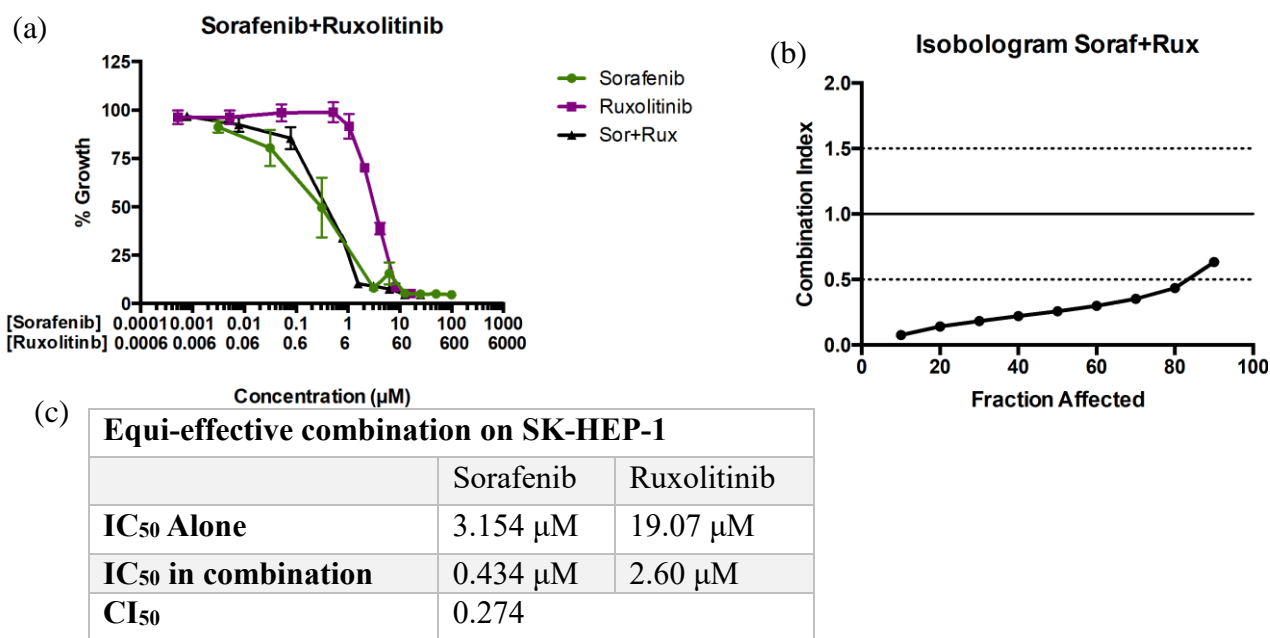 (a)
Sorafenib+Ruxolitinib
125
100
75
50
25
0
% Growth
[Sorafenib] 0.0001 0.001 0.01 0.1 1 10 100 1000
[Ruxolitinb] 0.0006 0.006 0.06 0.6 6 60 600 6000
Concentration (μM)
Sorafenib
Ruxolitinib
Sor+Rux
(b)
Isobologram Soraf+Rux
2.0
1.5
1.0
0.5
0.0
Combination Index
0 20 40 60 80 100
Fraction Affected
(c)
Equi-effective combination on SK-HEP-1
Sorafenib Ruxolitinib
IC50 Alone 3.154 μM 19.07 μM
IC50 in combination 0.434 μM 2.60 μM
CI50 0.274